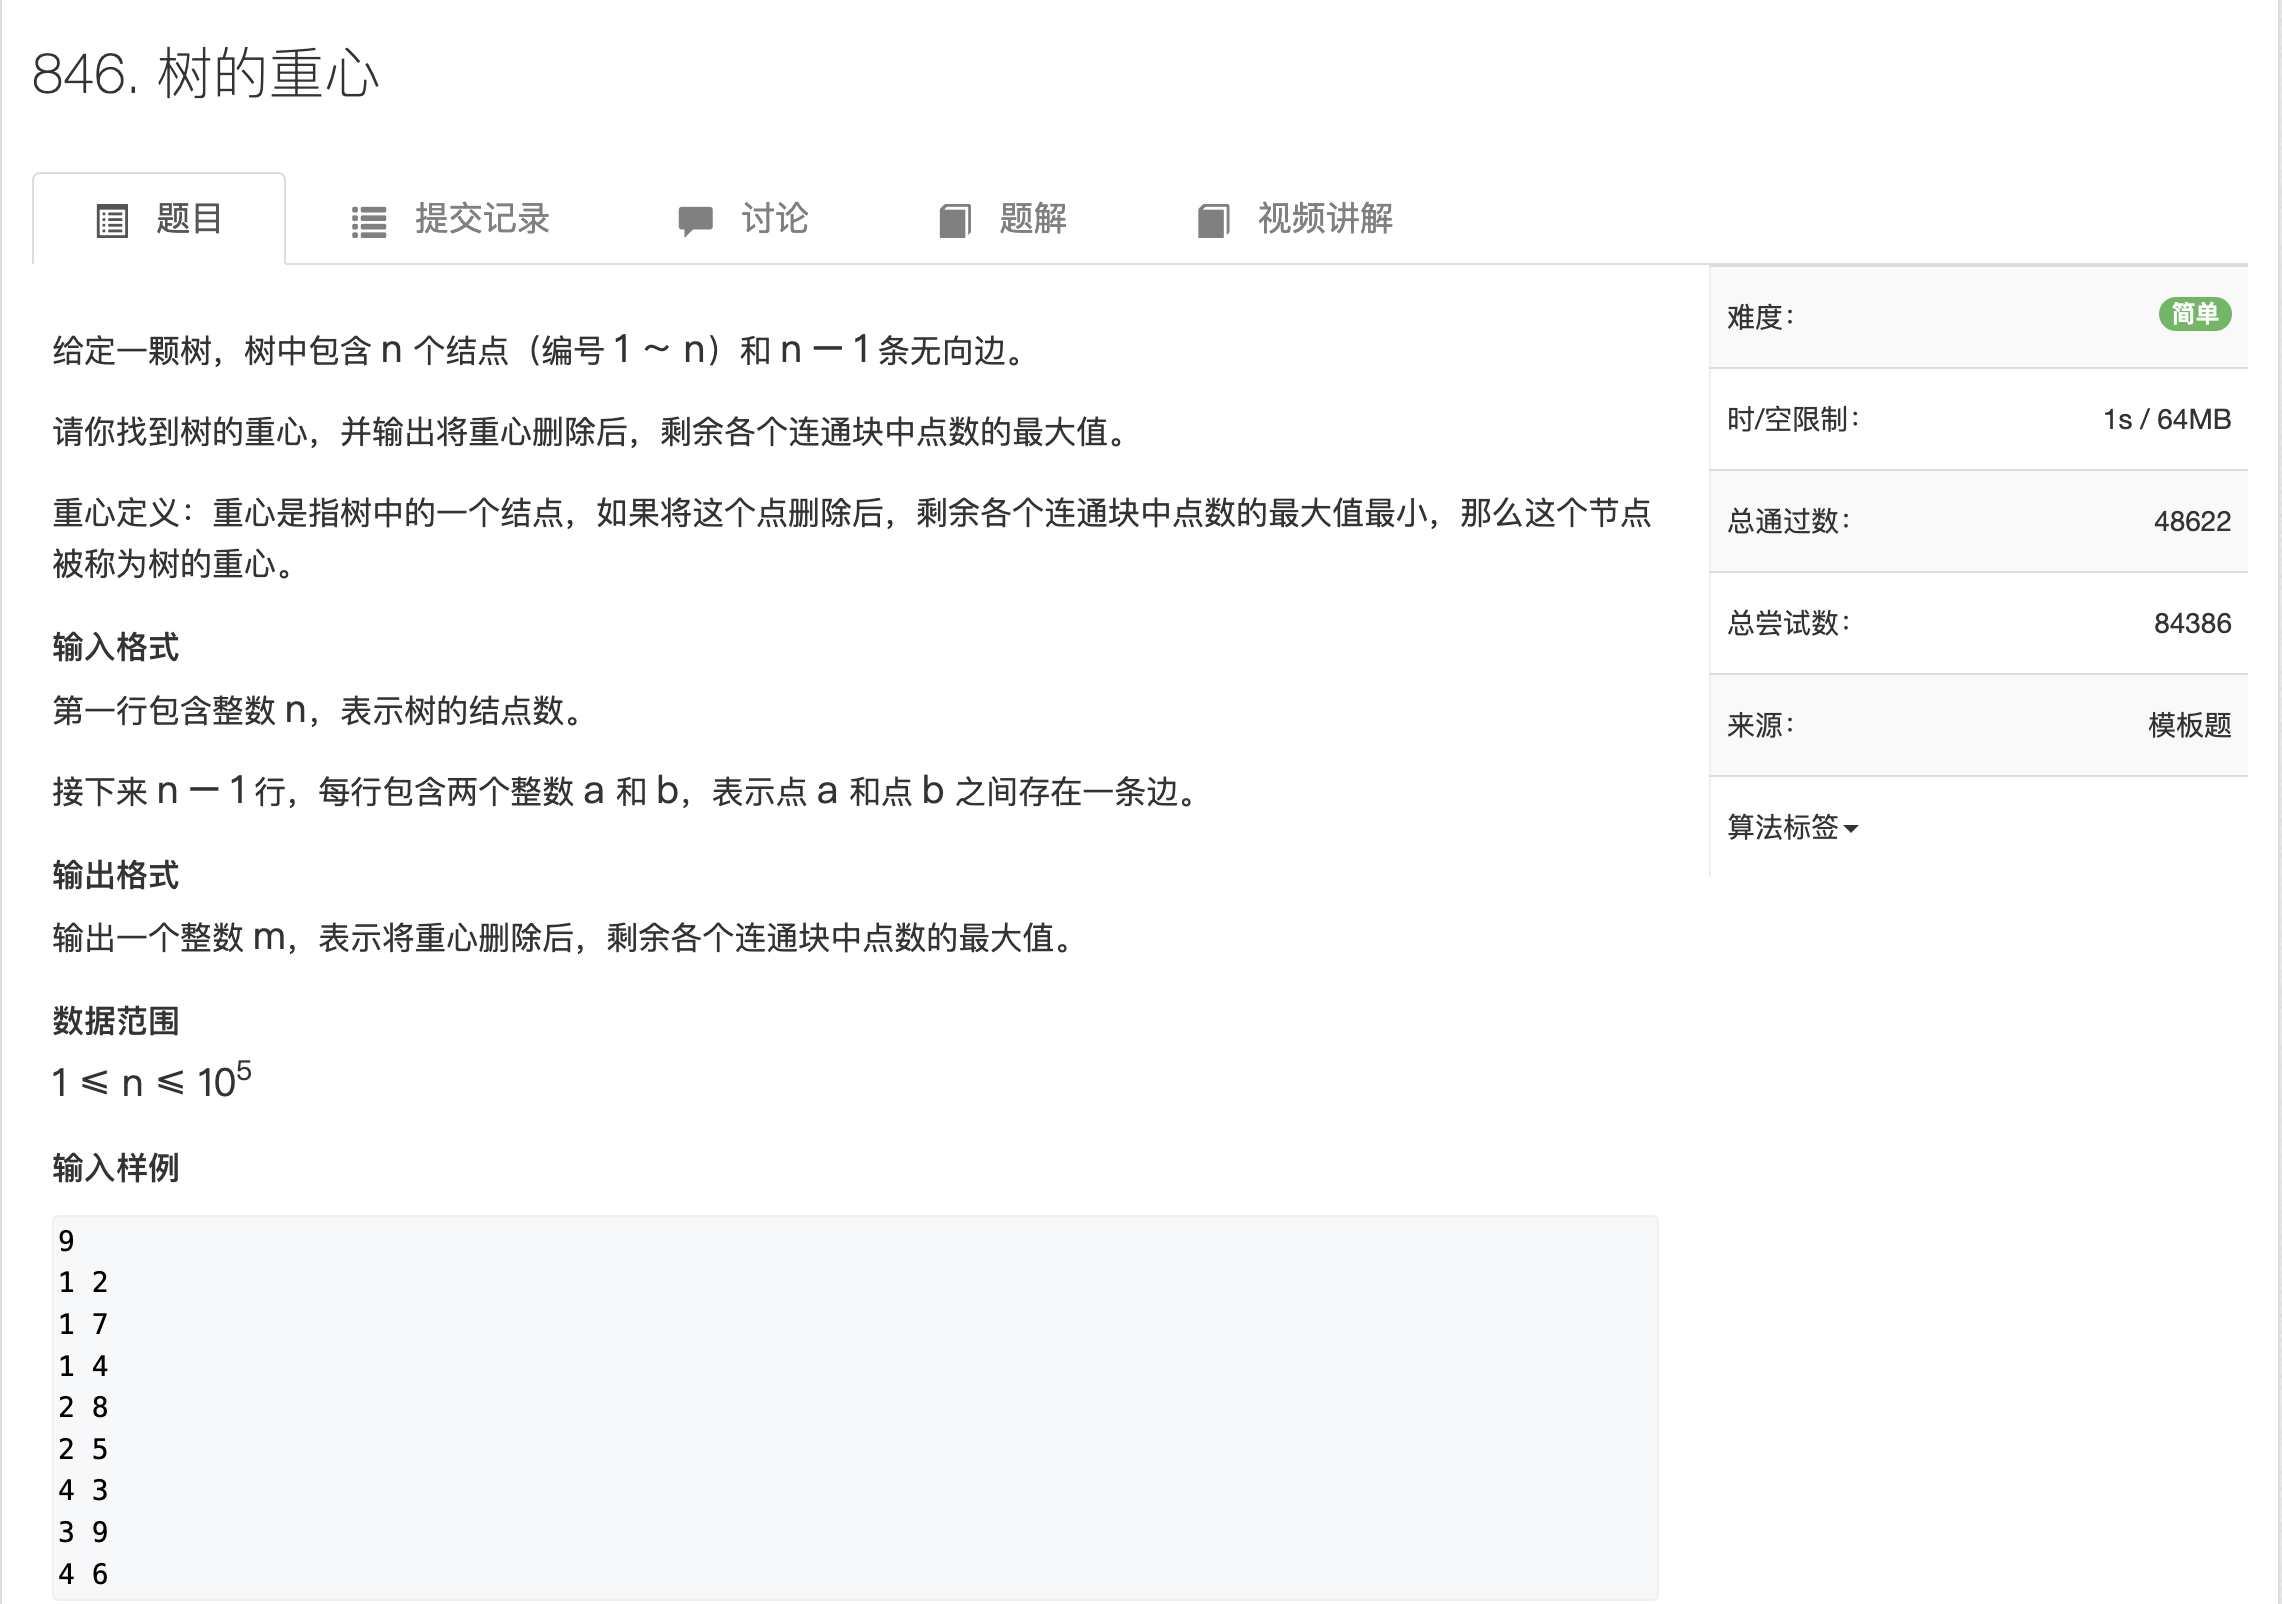 846. 树的重心
题目
提交记录
讨论
题解
视频讲解
给定一颗树，树中包含 n 个结点（编号 1 ∼ n）和 n − 1 条无向边。
请你找到树的重心，并输出将重心删除后，剩余各个连通块中点数的最大值。
重心定义：重心是指树中的一个结点，如果将这个点删除后，剩余各个连通块中点数的最大值最小，那么这个节点
被称为树的重心。
输入格式
第一行包含整数 n，表示树的结点数。
接下来 n − 1 行，每行包含两个整数 a 和 b，表示点 a 和点 b 之间存在一条边。
输出格式
输出一个整数 m，表示将重心删除后，剩余各个连通块中点数的最大值。
数据范围
1 ⩽ n ⩽ 10⁵
输入样例
9
1 2
1 7
1 4
2 8
2 5
4 3
3 9
4 6
难度： 简单
时/空限制： 1s / 64MB
总通过数： 48622
总尝试数： 84386
来源： 模板题
算法标签